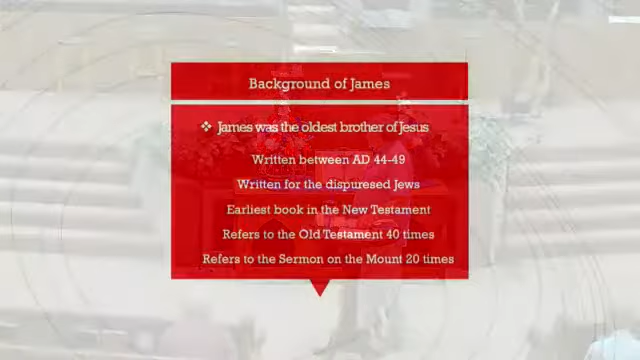 Background of James
❖ James was the oldest brother of Jesus
Written between AD 44-49
Written for the dispuresed Jews
Earliest book in the New Testament
Refers to the Old Testament 40 times
Refers to the Sermon on the Mount 20 times